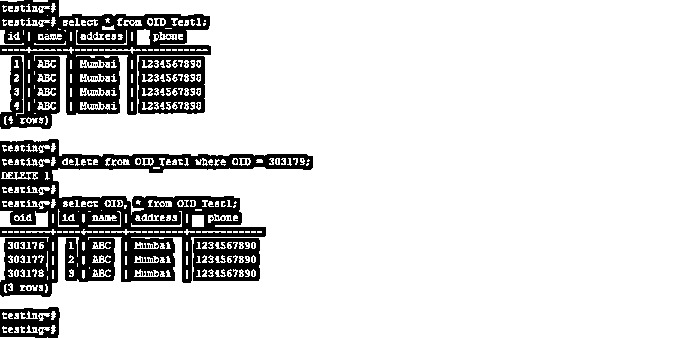 testing=#
testing=# select * from OID_Test1;
id | name | address | phone
----+------+---------+------------
1 | ABC | Mumbai | 1234567890
2 | ABC | Mumbai | 1234567890
3 | ABC | Mumbai | 1234567890
4 | ABC | Mumbai | 1234567890
(4 rows)
testing=#
testing=# delete from OID_Test1 where OID = 303179;
DELETE 1
testing=#
testing=# select OID, * from OID_Test1;
oid | id | name | address | phone
--------+----+------+---------+------------
303176 | 1 | ABC | Mumbai | 1234567890
303177 | 2 | ABC | Mumbai | 1234567890
303178 | 3 | ABC | Mumbai | 1234567890
(3 rows)
testing=#
testing=#